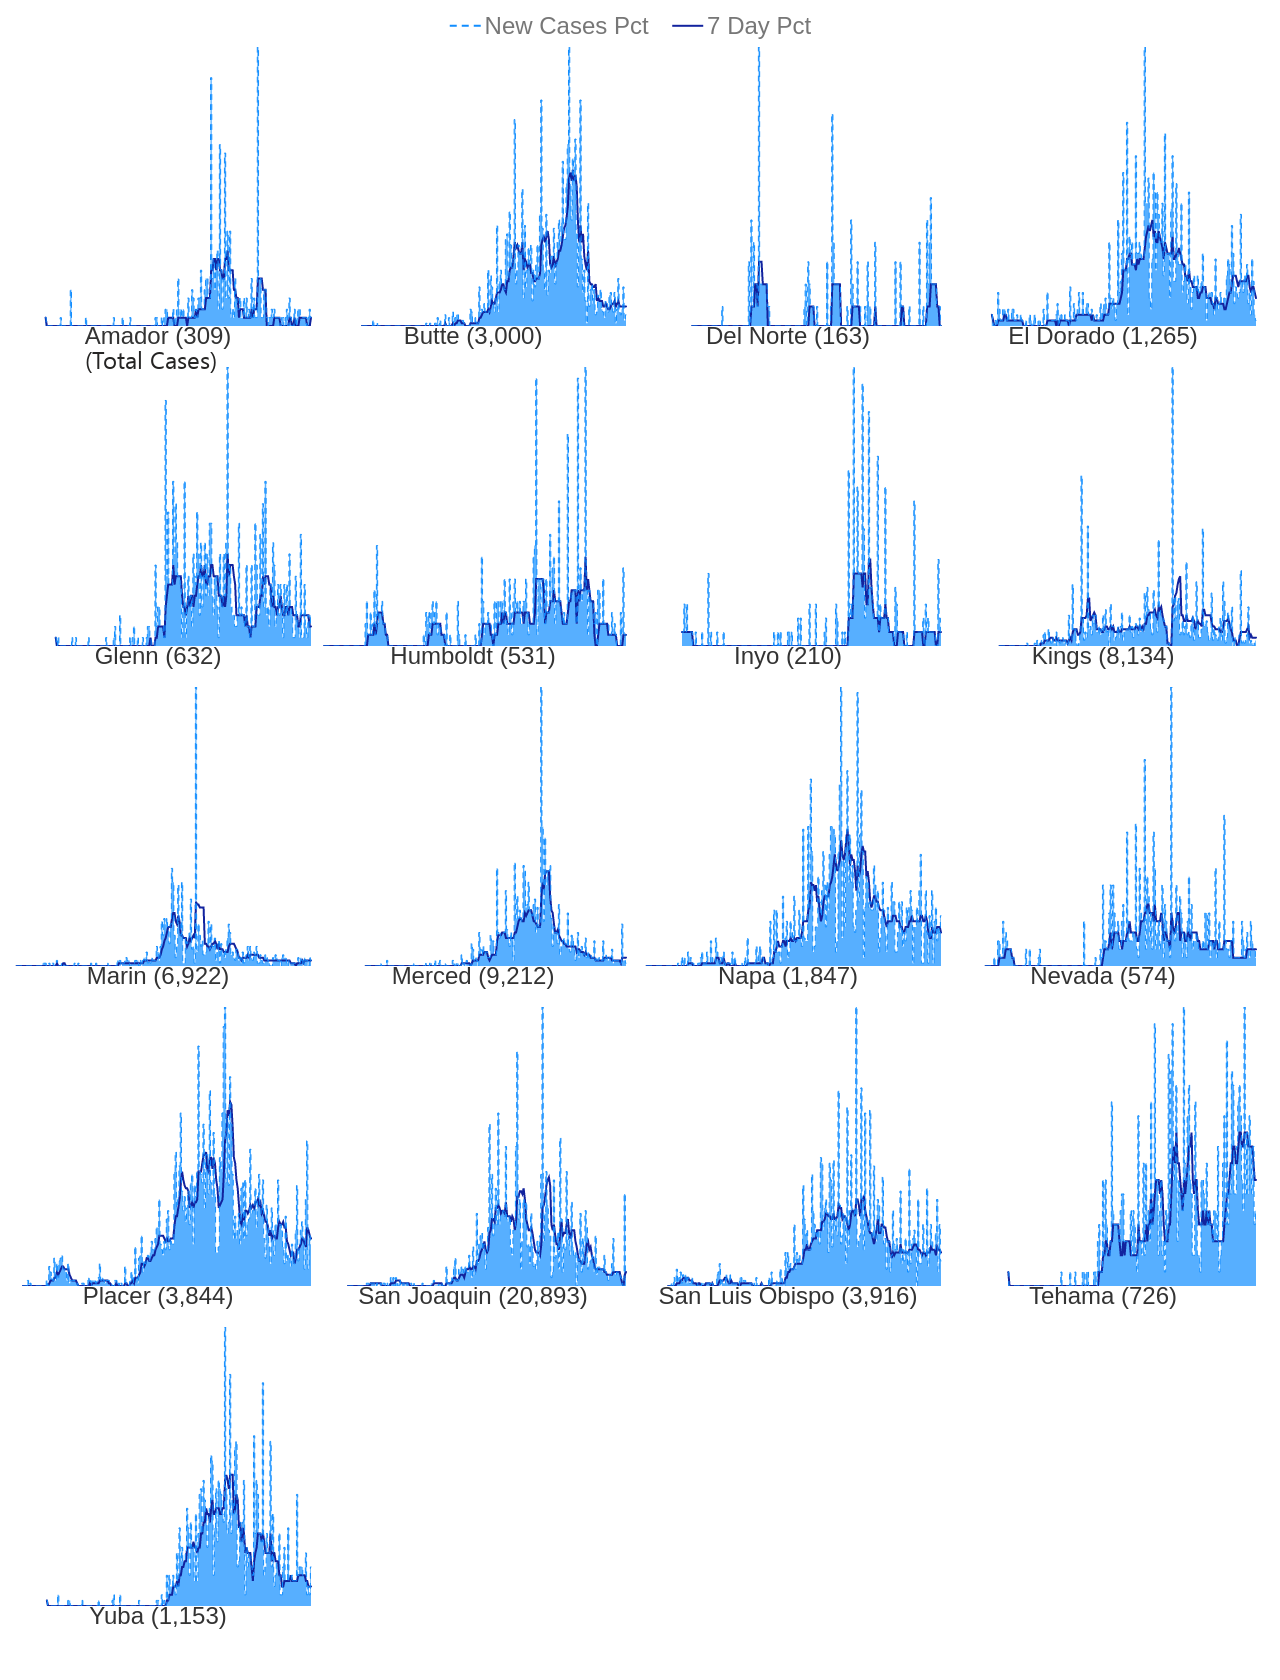 New Cases Pct 7 Day Pct
Amador (309) Butte (3,000) Del Norte (163) El Dorado (1,265)
(Total Cases)
Glenn (632) Humboldt (531) Inyo (210) Kings (8,134)
Marin (6,922) Merced (9,212) Napa (1,847) Nevada (574)
Placer (3,844) San Joaquin (20,893) San Luis Obispo (3,916) Tehama (726)
Yuba (1,153)